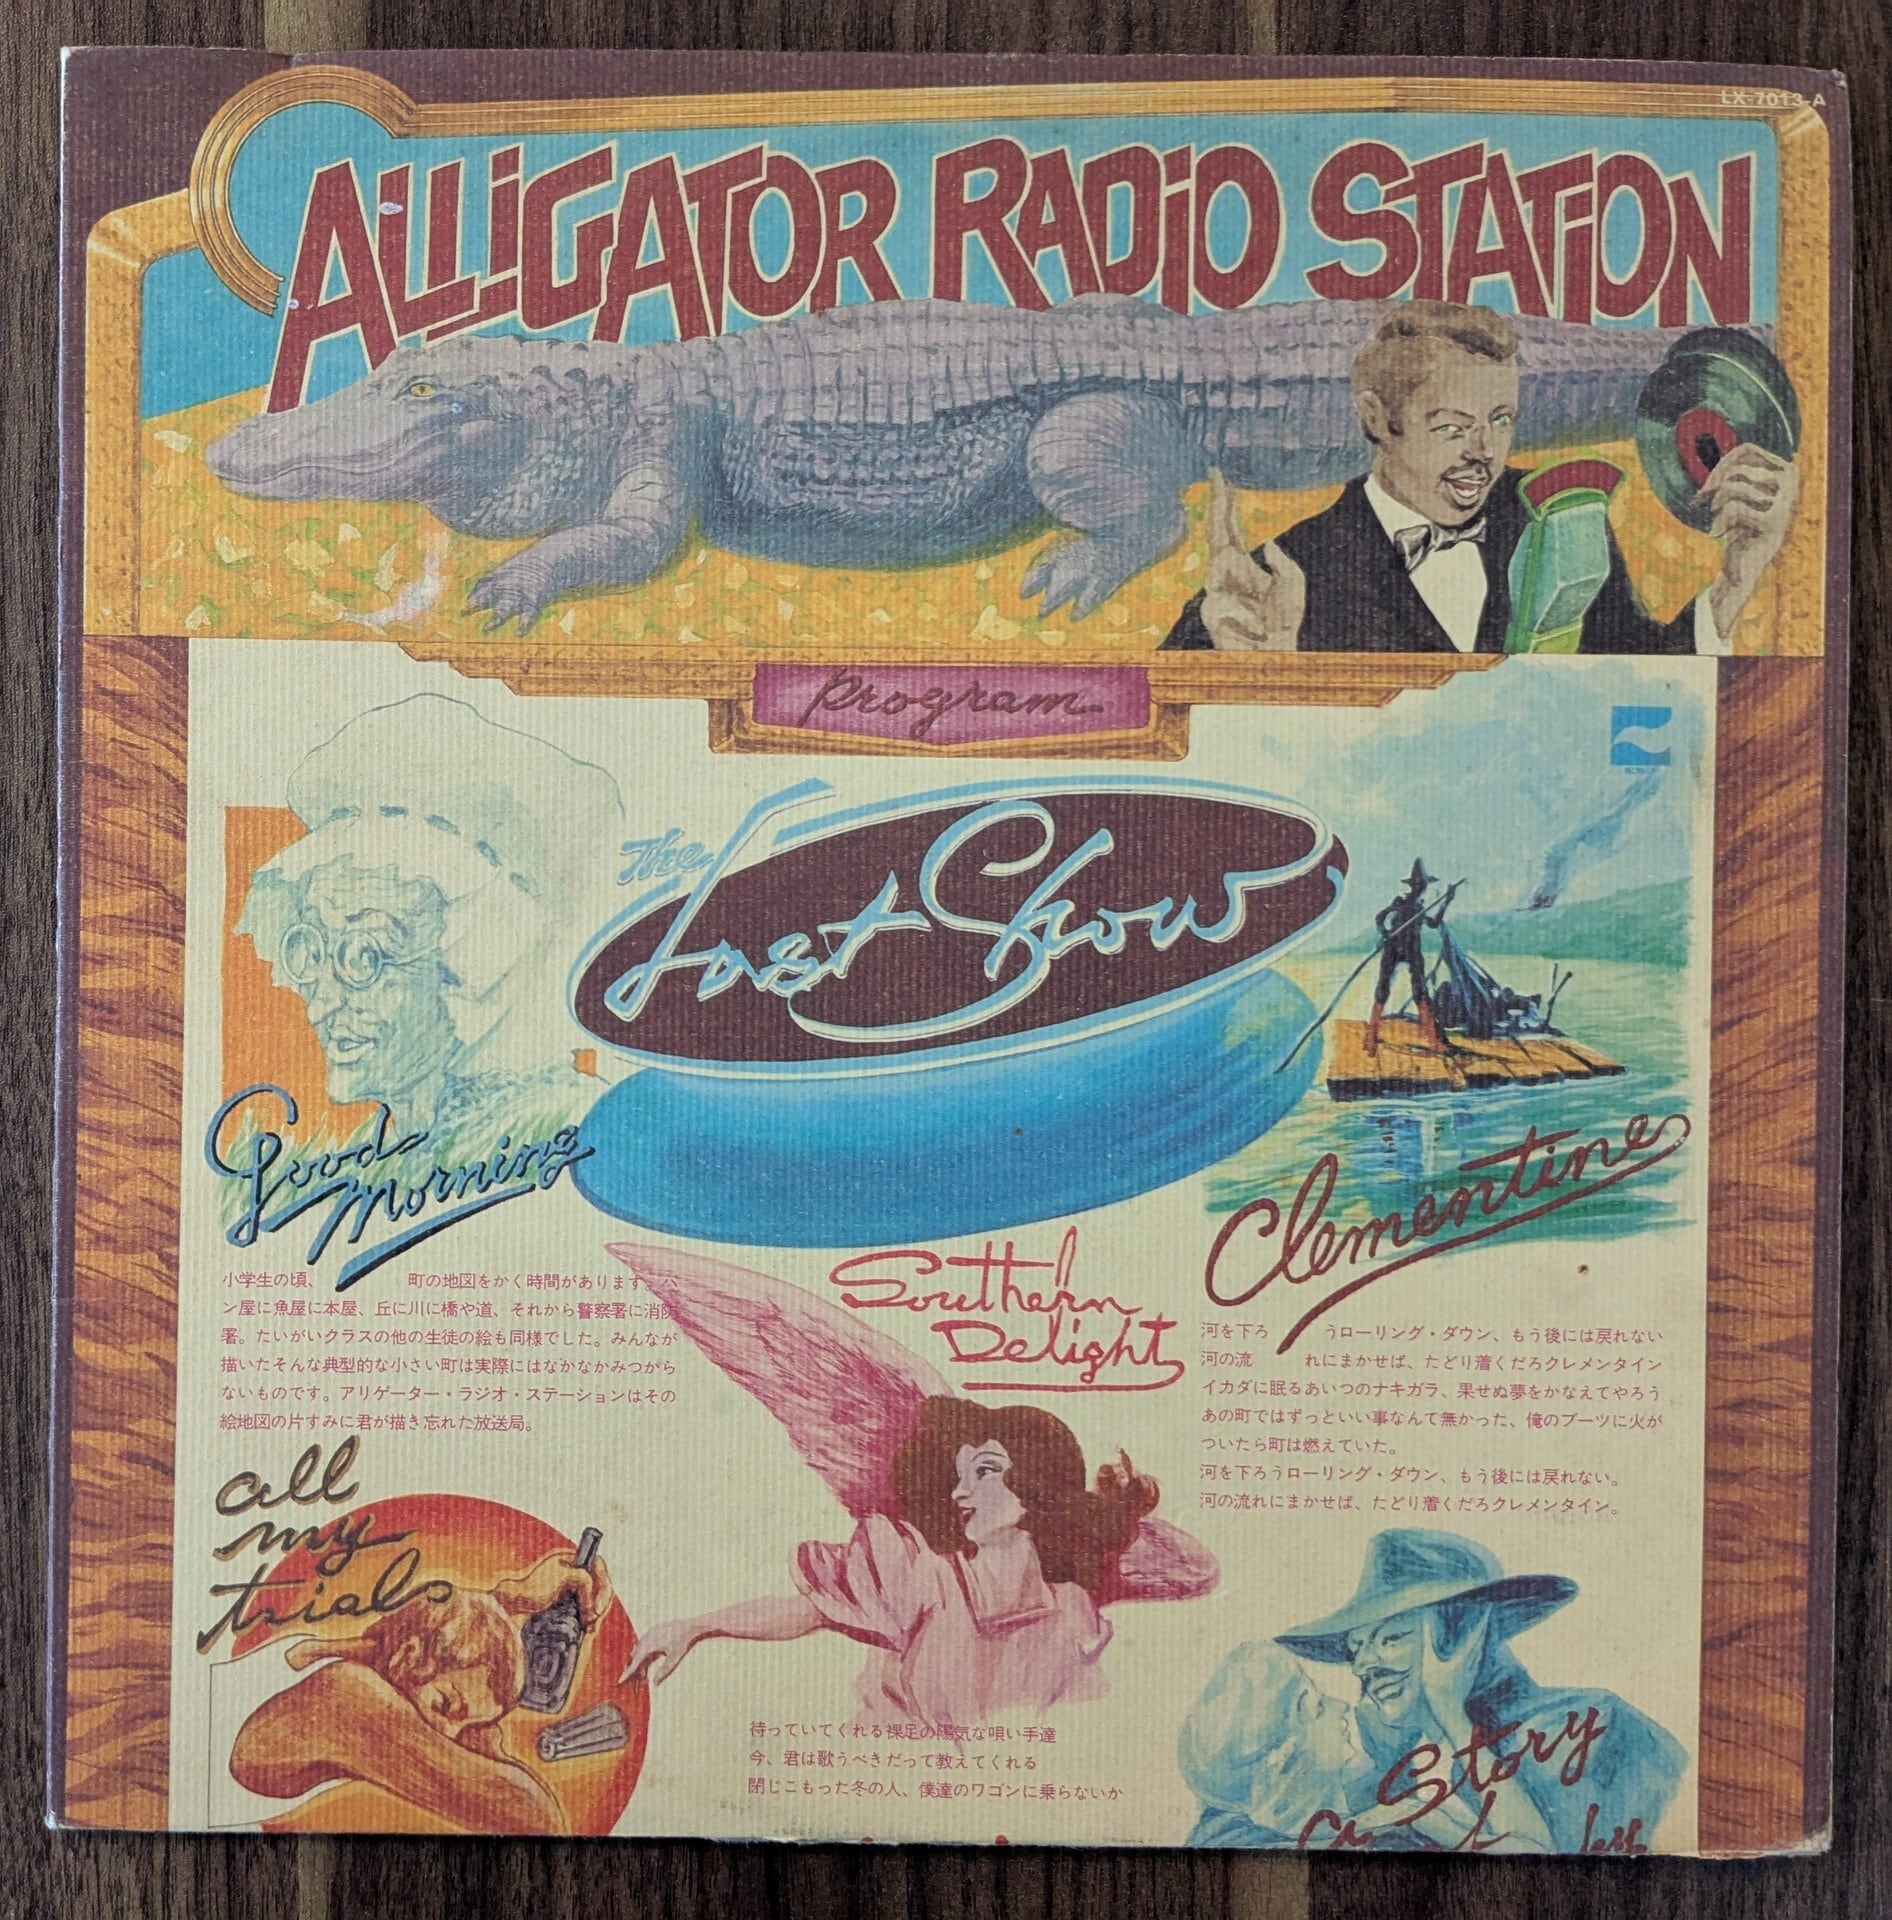 LX-7013-A
ALLiGATOR RADiO STATiON
program
The
Last Show
Good
Morning
Clementine
小学生の頃、 町の地図をかく時間があります。パ
ン屋に魚屋に本屋、丘に川に橋や道、それから警察署に消防
署。たいがいクラスの他の生徒の絵も同様でした。みんなが
描いたそんな典型的な小さい町は実際にはなかなかみつから
ないものです。アリゲーター・ラジオ・ステーションはその
絵地図の片すみに君が描き忘れた放送局。
Southern
Delight
河を下ろ うローリング・ダウン、もう後には戻れない
河の流 れにまかせば、たどり着くだろクレメンタイン
イカダに眠るあいつのナキガラ、果せぬ夢をかなえてやろう
あの町ではずっといい事なんて無かった、俺のブーツに火が
ついたら町は燃えていた。
河を下ろうローリング・ダウン、もう後には戻れない。
河の流れにまかせば、たどり着くだろクレメンタイン。
all
my
trials
待っていてくれる裸足の陽気な唄い手達
今、君は歌うべきだって教えてくれる
閉じこもった冬の人、僕達のワゴンに乗らないか
Story